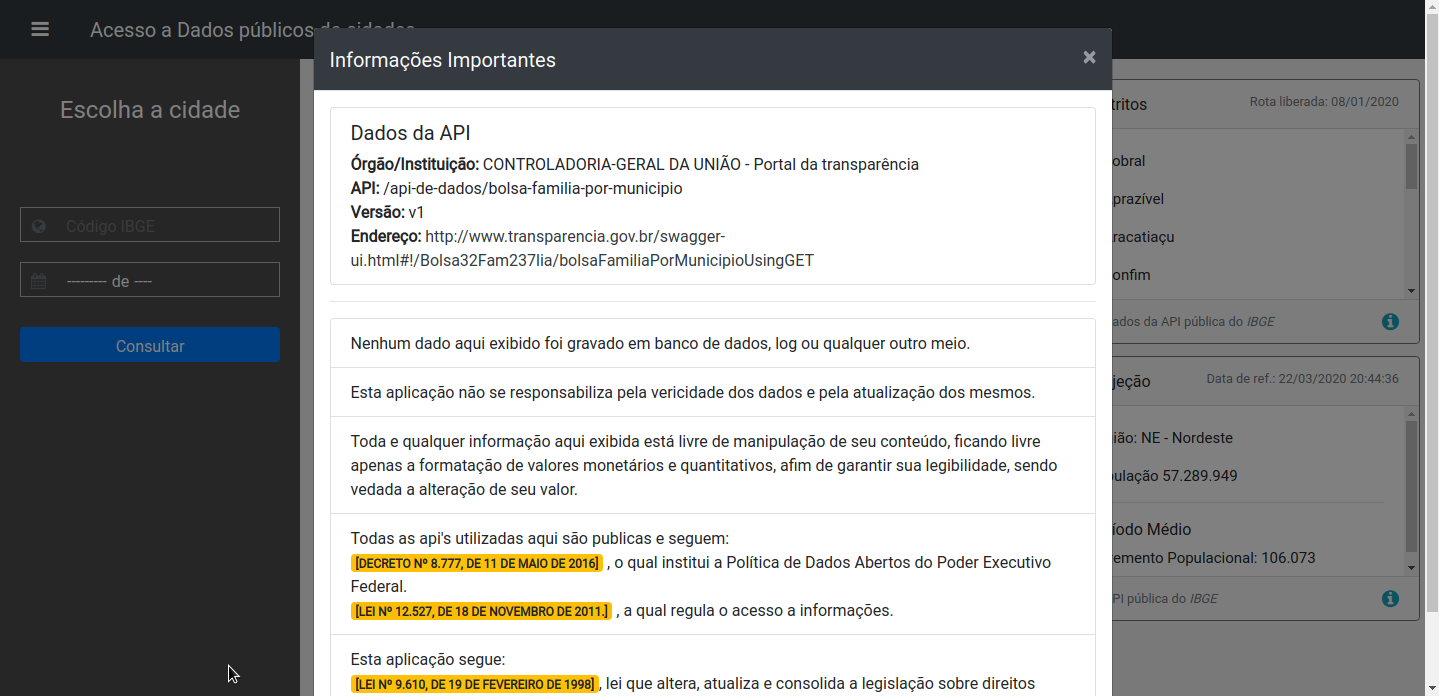 Acesso a Dados públicos de cidades
Escolha a cidade
Código IBGE
--------- de ----
Consultar
Informações Importantes
×
Dados da API
Órgão/Instituição: CONTROLADORIA-GERAL DA UNIÃO - Portal da transparência
API: /api-de-dados/bolsa-familia-por-municipio
Versão: v1
Endereço: http://www.transparencia.gov.br/swagger-
ui.html#!/Bolsa32Fam237lia/bolsaFamiliaPorMunicipioUsingGET
Nenhum dado aqui exibido foi gravado em banco de dados, log ou qualquer outro meio.
Esta aplicação não se responsabiliza pela vericidade dos dados e pela atualização dos mesmos.
Toda e qualquer informação aqui exibida está livre de manipulação de seu conteúdo, ficando livre
apenas a formatação de valores monetários e quantitativos, afim de garantir sua legibilidade, sendo
vedada a alteração de seu valor.
Todas as api's utilizadas aqui são publicas e seguem:
[DECRETO Nº 8.777, DE 11 DE MAIO DE 2016] , o qual institui a Política de Dados Abertos do Poder Executivo
Federal.
[LEI Nº 12.527, DE 18 DE NOVEMBRO DE 2011.] , a qual regula o acesso a informações.
Esta aplicação segue:
[LEI Nº 9.610, DE 19 DE FEVEREIRO DE 1998], lei que altera, atualiza e consolida a legislação sobre direitos
tritos Rota liberada: 08/01/2020
obral
prazível
racatiaçu
onfim
ados da API pública do IBGE
jeção Data de ref.: 22/03/2020 20:44:36
ião: NE - Nordeste
ulação 57.289.949
íodo Médio
emento Populacional: 106.073
PI pública do IBGE